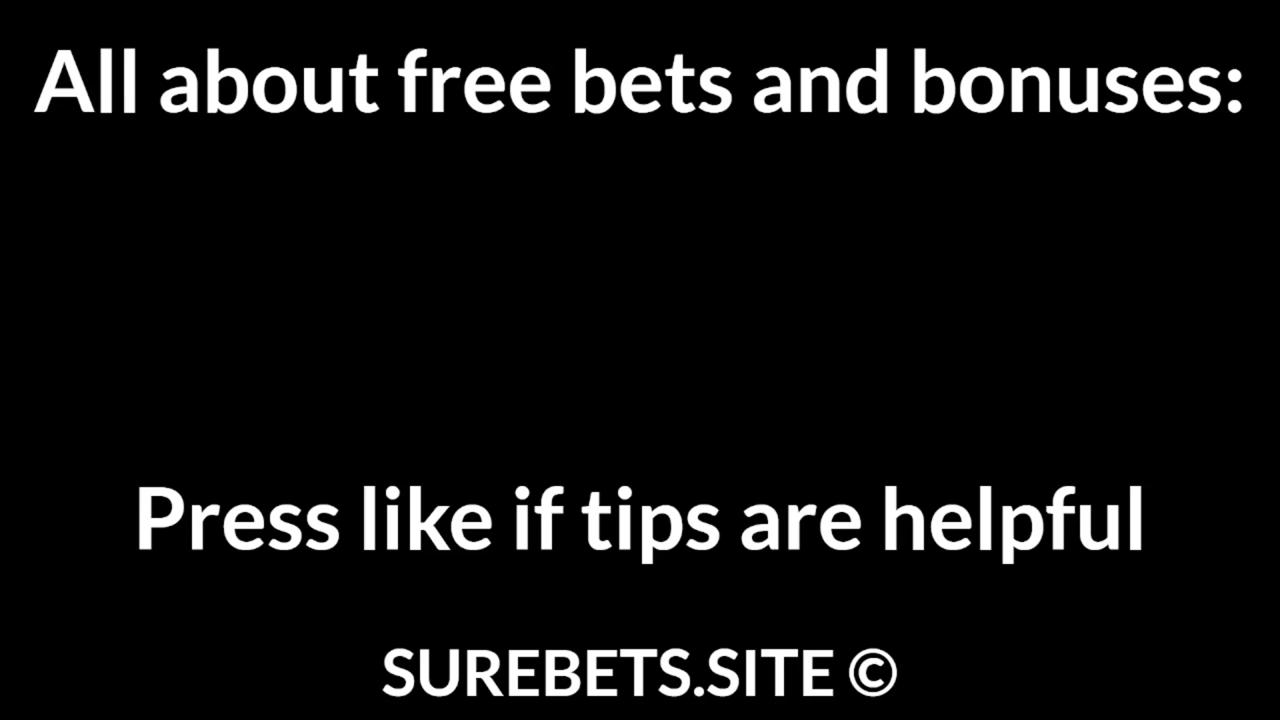 All about free bets and bonuses:
Press like if tips are helpful
SUREBETS.SITE ©